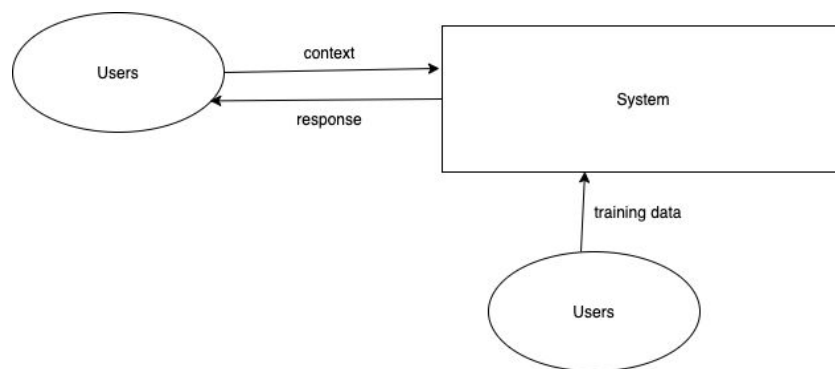 context
Users
System
response
training data
Users